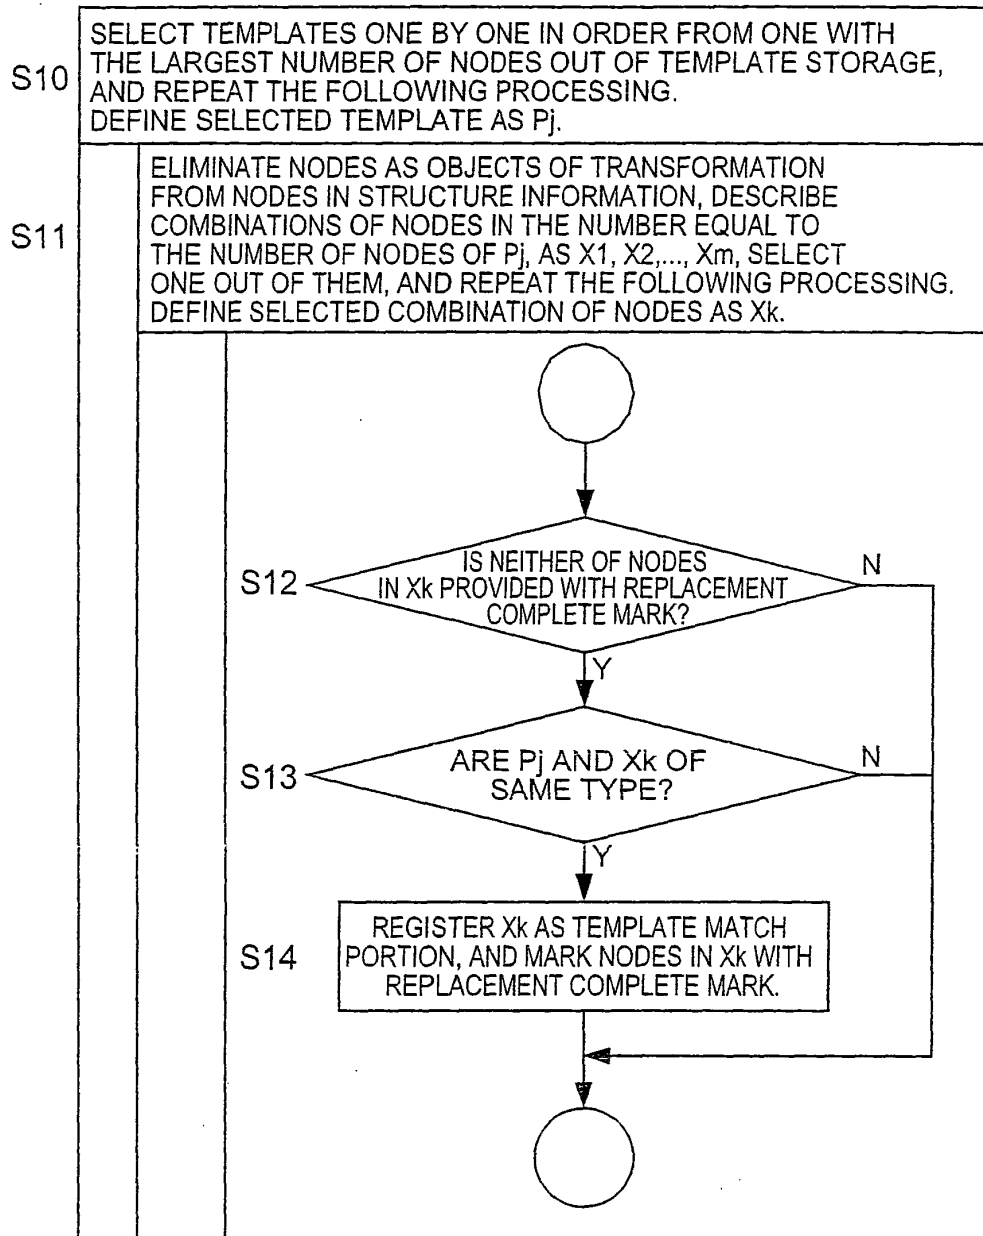 SELECT TEMPLATES ONE BY ONE IN ORDER FROM ONE WITH
THE LARGEST NUMBER OF NODES OUT OF TEMPLATE STORAGE,
AND REPEAT THE FOLLOWING PROCESSING.
DEFINE SELECTED TEMPLATE AS Pj.
S10
ELIMINATE NODES AS OBJECTS OF TRANSFORMATION
FROM NODES IN STRUCTURE INFORMATION, DESCRIBE
COMBINATIONS OF NODES IN THE NUMBER EQUAL TO
THE NUMBER OF NODES OF Pj, AS X1, X2,..., Xm, SELECT
ONE OUT OF THEM, AND REPEAT THE FOLLOWING PROCESSING.
DEFINE SELECTED COMBINATION OF NODES AS Xk.
S11
S12
IS NEITHER OF NODES
IN Xk PROVIDED WITH REPLACEMENT
COMPLETE MARK?
N
Y
S13
ARE Pj AND Xk OF
SAME TYPE?
N
Y
S14
REGISTER Xk AS TEMPLATE MATCH
PORTION, AND MARK NODES IN Xk WITH
REPLACEMENT COMPLETE MARK.